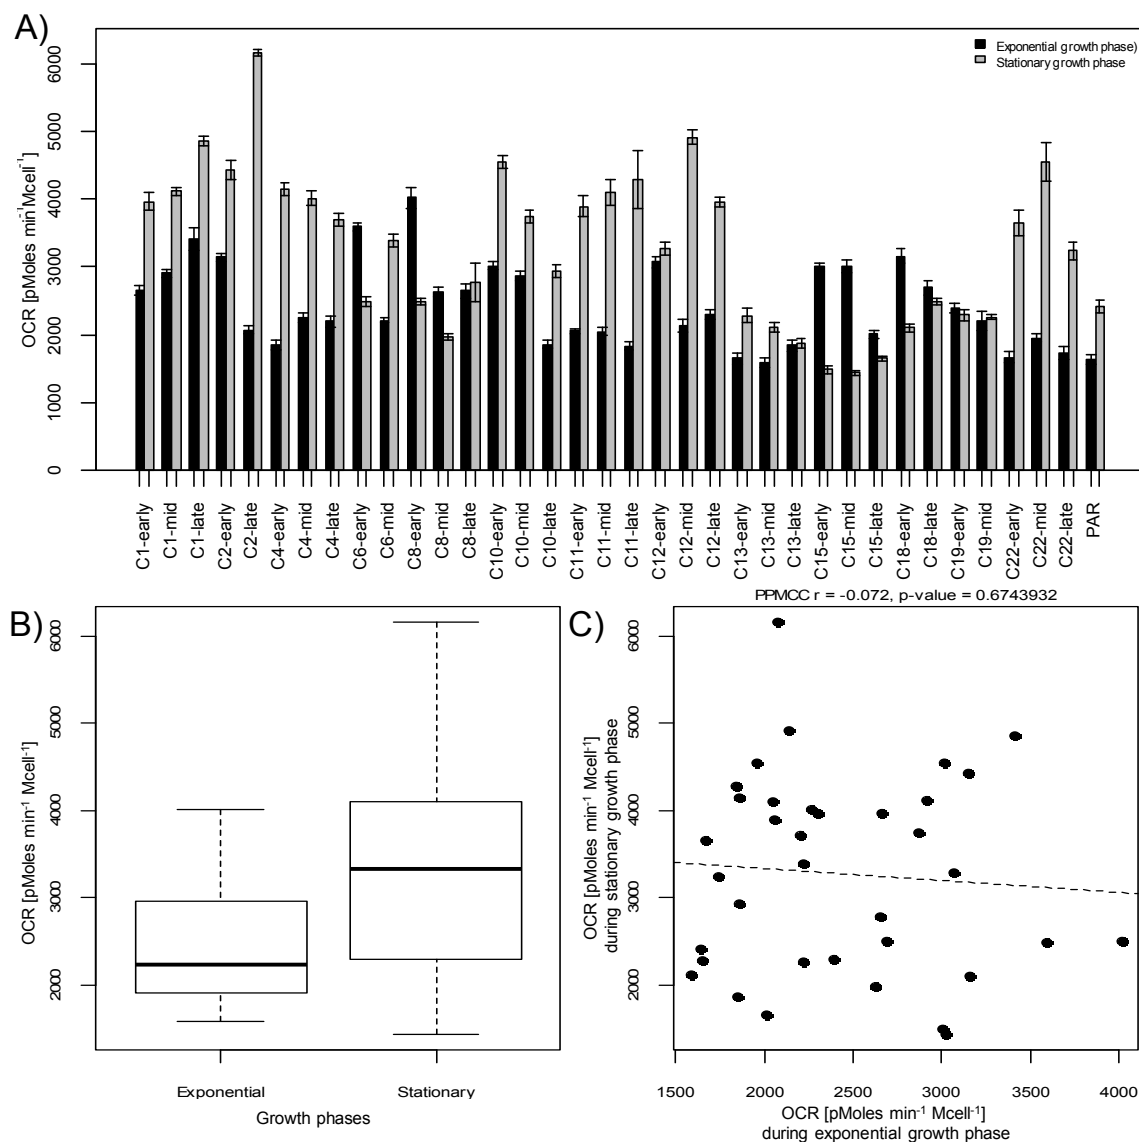 A)
Exponential growth phase)
Stationary growth phase
OCR [pMoles min⁻¹Mcell⁻¹]
6000
5000
4000
3000
2000
1000
0
C1-early
C1-mid
C1-late
C2-early
C2-late
C4-early
C4-mid
C4-late
C6-early
C6-mid
C8-early
C8-mid
C8-late
C10-early
C10-mid
C10-late
C11-early
C11-mid
C11-late
C12-early
C12-mid
C12-late
C13-early
C13-mid
C13-late
C15-early
C15-mid
C15-late
C18-early
C18-late
C19-early
C19-mid
C22-early
C22-mid
C22-late
PAR
B)
OCR [pMoles min⁻¹ Mcell⁻¹]
6000
5000
4000
3000
2000
Exponential
Stationary
Growth phases
C)
PPMCC r = -0.072, p-value = 0.6743932
OCR [pMoles min⁻¹ Mcell⁻¹]
during stationary growth phase
6000
5000
4000
3000
2000
1500
2000
2500
3000
3500
4000
OCR [pMoles min⁻¹ Mcell⁻¹]
during exponential growth phase